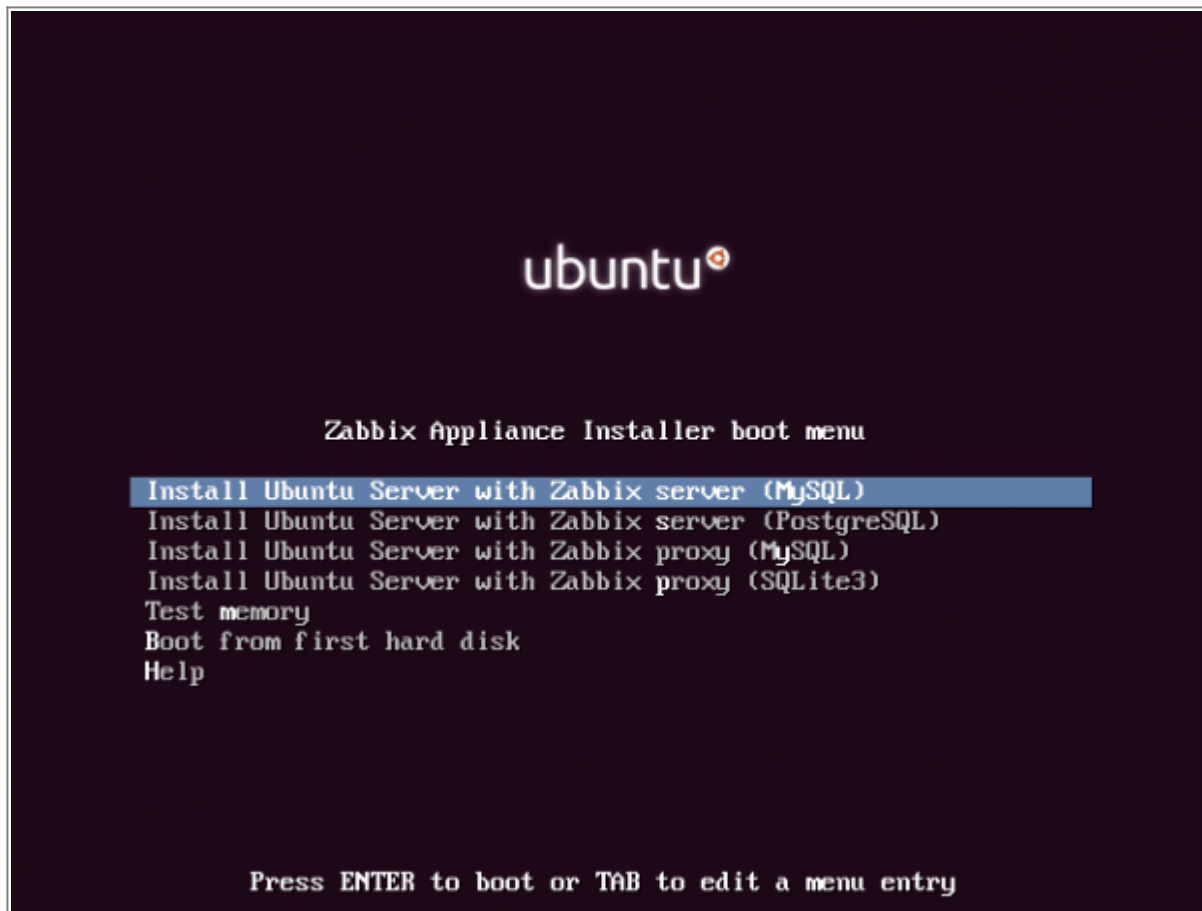 ubuntu
Zabbix Appliance Installer boot menu
Install Ubuntu Server with Zabbix server (MySQL)
Install Ubuntu Server with Zabbix server (PostgreSQL)
Install Ubuntu Server with Zabbix proxy (MySQL)
Install Ubuntu Server with Zabbix proxy (SQLite3)
Test memory
Boot from first hard disk
Help
Press ENTER to boot or TAB to edit a menu entry